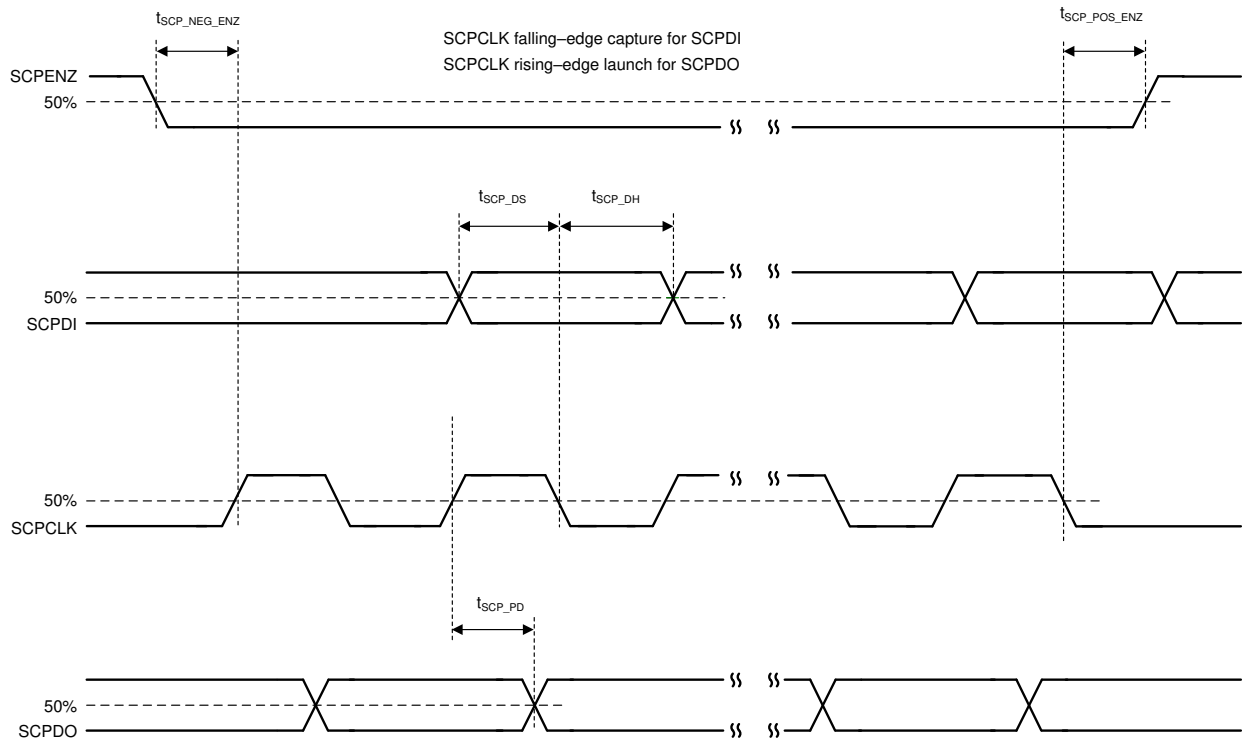 tSCP_NEG_ENZ
tSCP_POS_ENZ
SCPCLK falling–edge capture for SCPDI
SCPCLK rising–edge launch for SCPDO
SCPENZ
50%
tSCP_DS
tSCP_DH
50%
SCPDI
50%
SCPCLK
tSCP_PD
50%
SCPDO